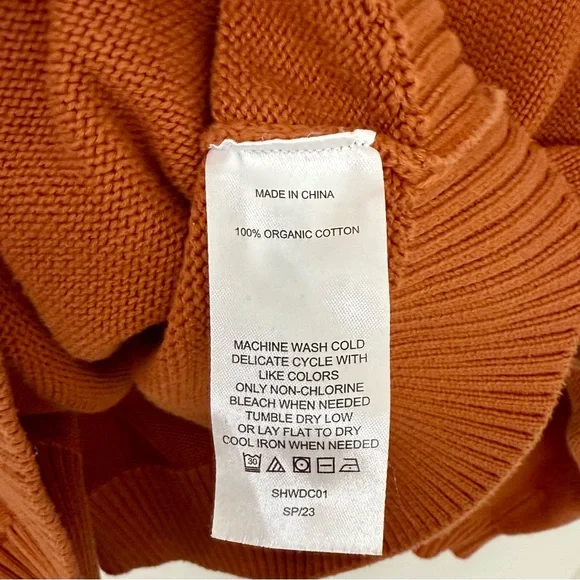 MADE IN CHINA
100% ORGANIC COTTON
MACHINE WASH COLD
DELICATE CYCLE WITH
LIKE COLORS
ONLY NON-CHLORINE
BLEACH WHEN NEEDED
TUMBLE DRY LOW
OR LAY FLAT TO DRY
COOL IRON WHEN NEEDED
30
SHWDC01
SP/23